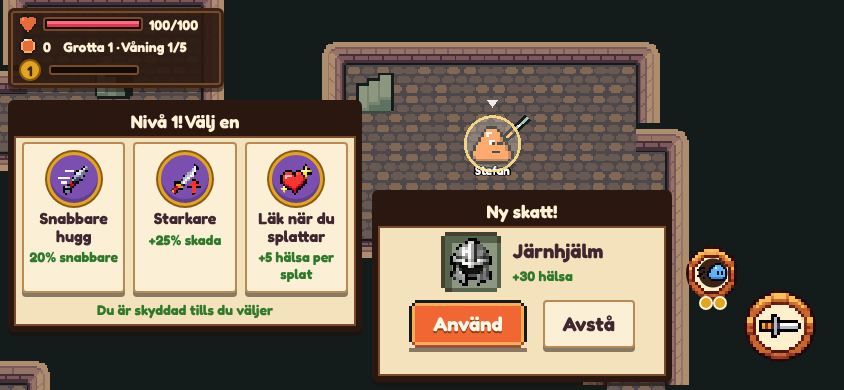 100/100
0 Grotta 1 · Våning 1/5
1
Nivå 1! Välj en
Snabbare
hugg
20% snabbare
Starkare
+25% skada
Läk när du
splattar
+5 hälsa per
splat
Du är skyddad tills du väljer
Stefan
Ny skatt!
Järnhjälm
+30 hälsa
Använd
Avstå